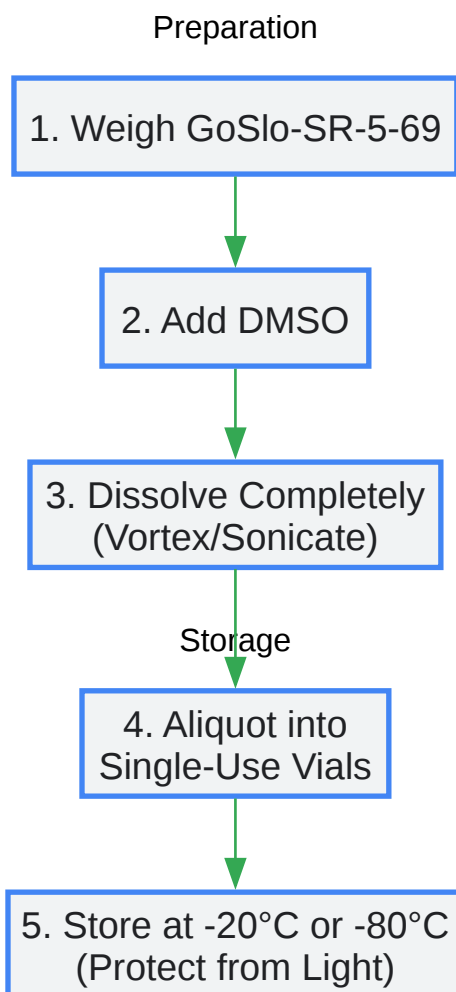 Preparation
1. Weigh GoSlo-SR-5-69
2. Add DMSO
3. Dissolve Completely
(Vortex/Sonicate)
Storage
4. Aliquot into
Single-Use Vials
5. Store at -20°C or -80°C
(Protect from Light)